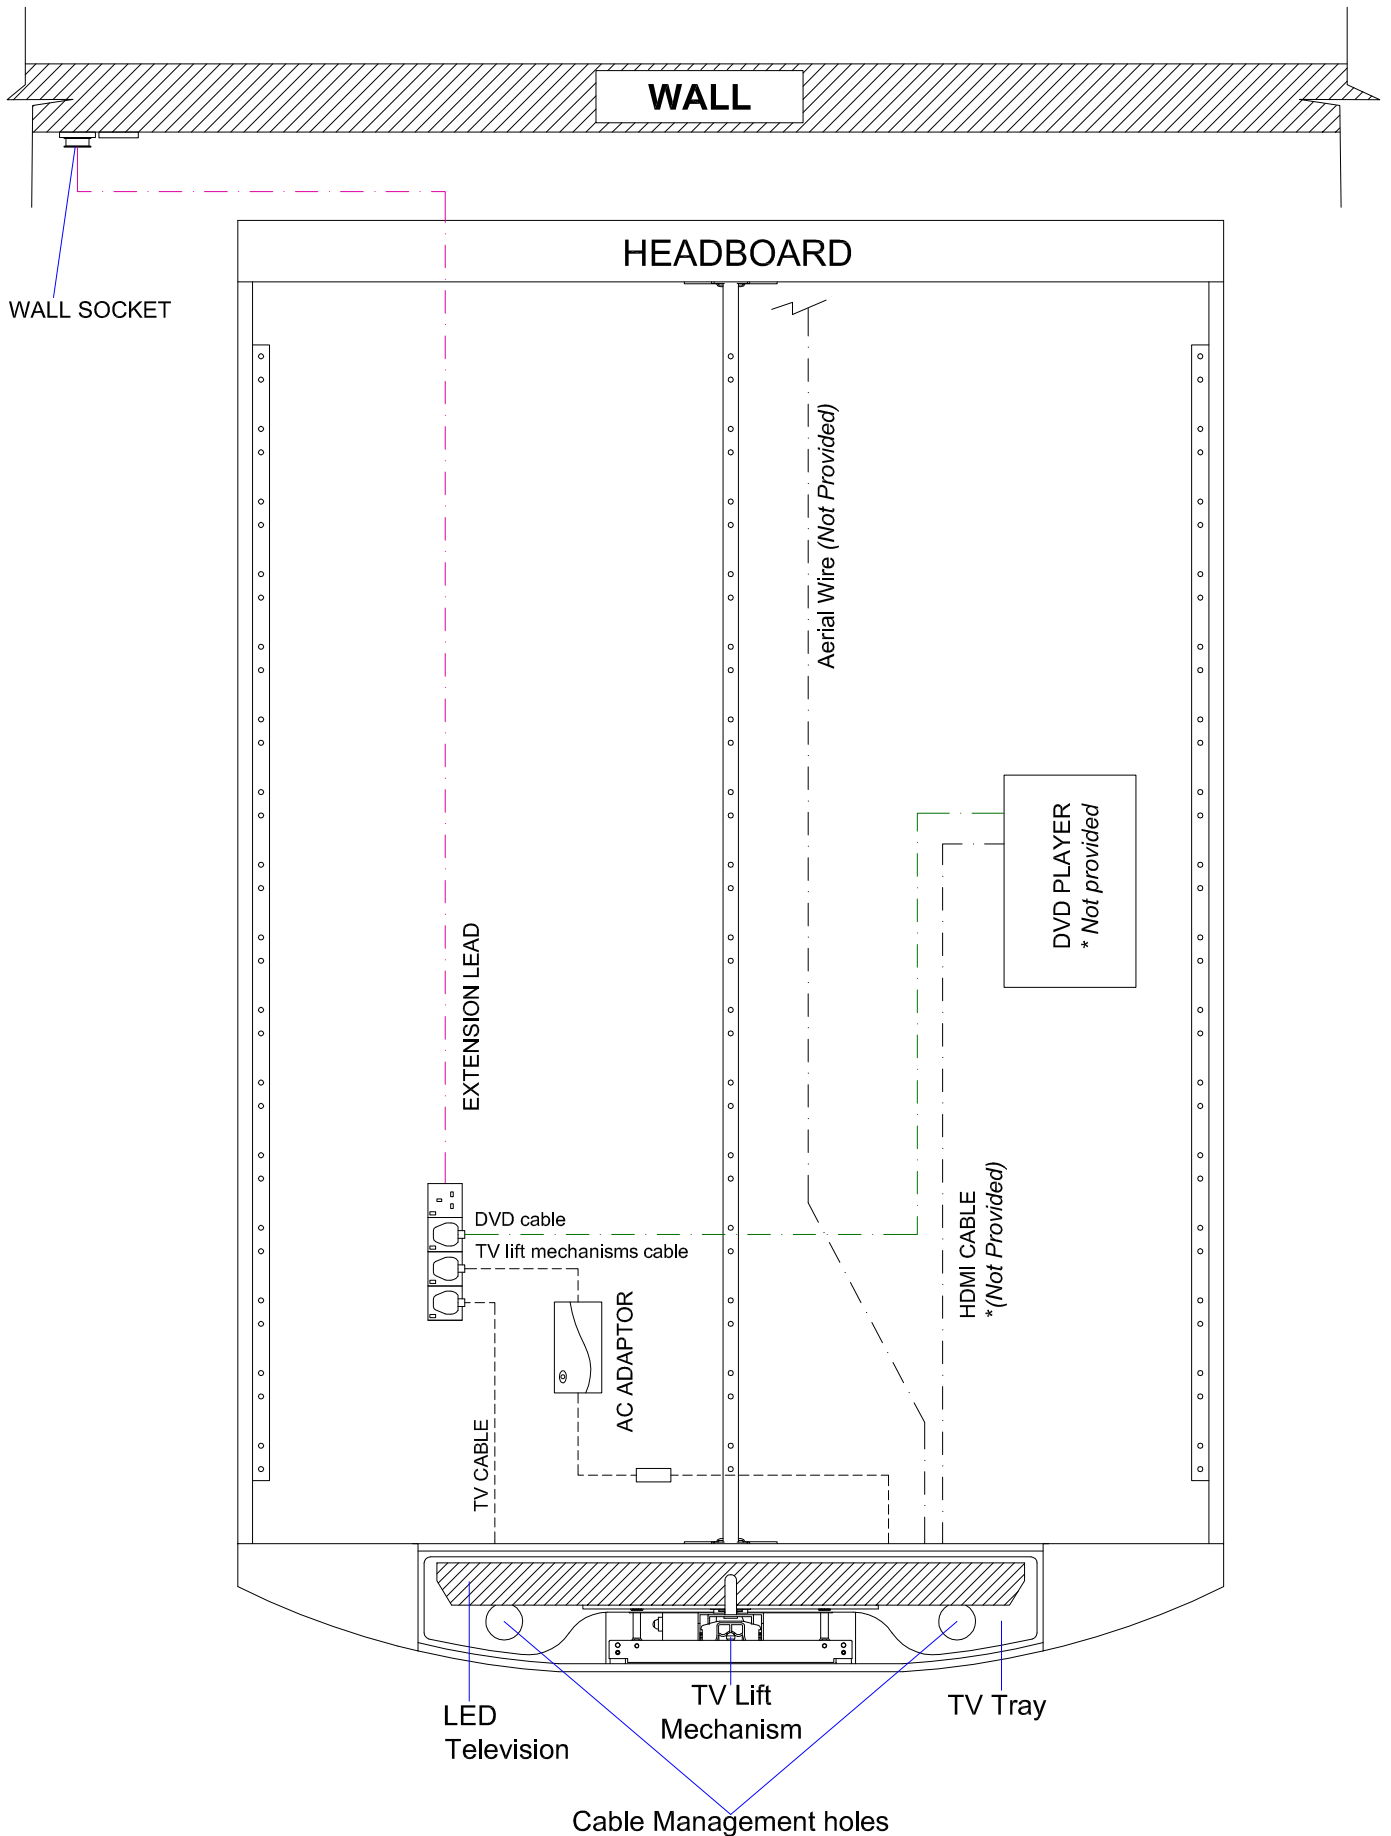 WALL
HEADBOARD
WALL SOCKET
Aerial Wire (Not Provided)
DVD PLAYER
* Not provided
EXTENSION LEAD
DVD cable
TV lift mechanisms cable
HDMI CABLE
*(Not Provided)
AC ADAPTOR
TV CABLE
LED
Television
TV Lift
Mechanism
TV Tray
Cable Management holes